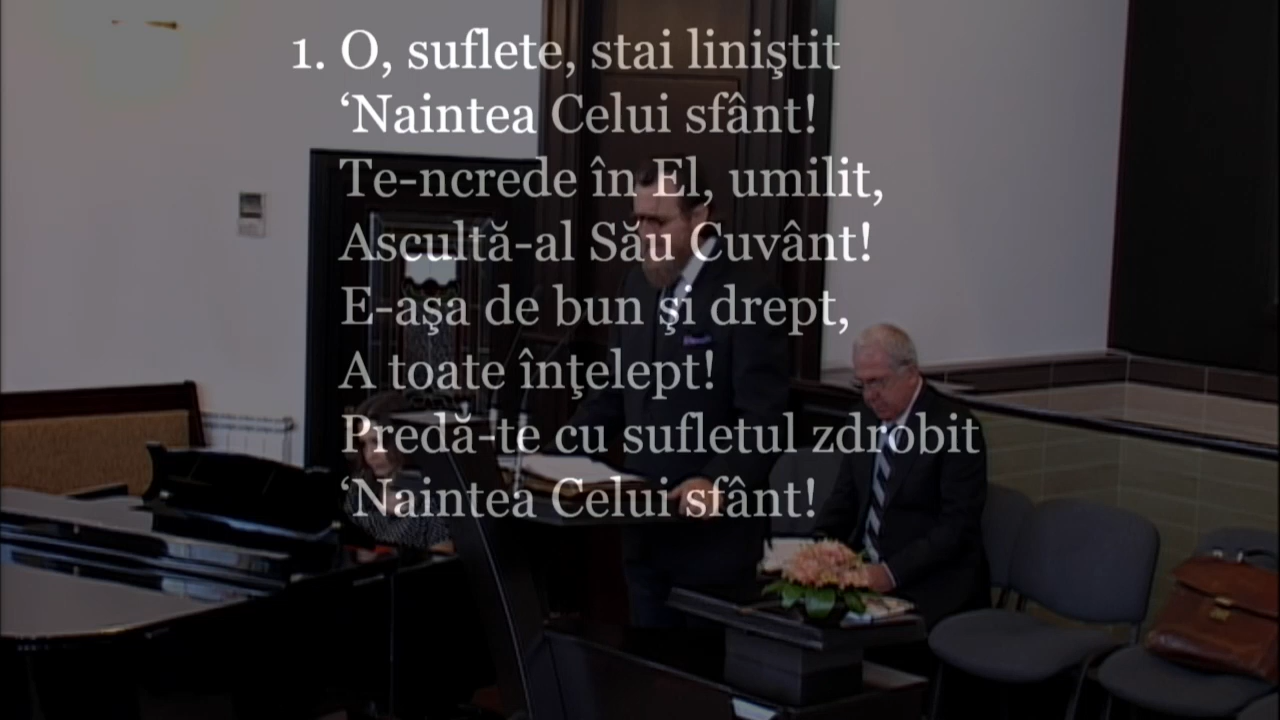 1. O, suflete, stai liniştit
‘Naintea Celui sfânt!
Te-ncrede în El, umilit,
Ascultă-al Său Cuvânt!
E-aşa de bun şi drept,
A toate înţelept!
Predă-te cu sufletul zdrobit
‘Naintea Celui sfânt!